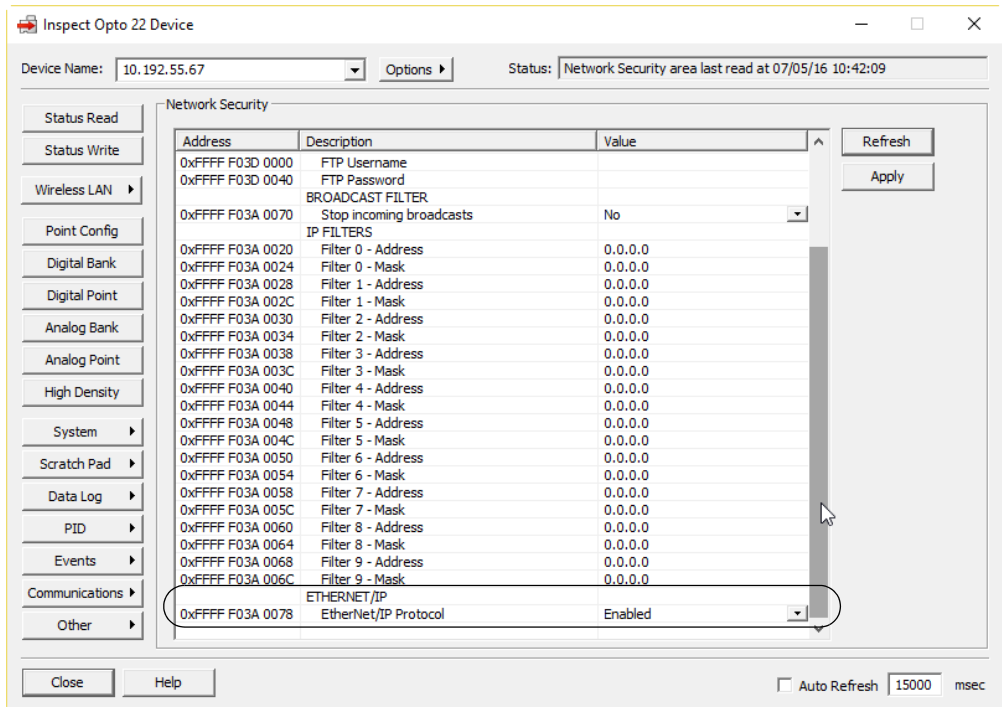 Inspect Opto 22 Device
Device Name: 10.192.55.67 Options Status: Network Security area last read at 07/05/16 10:42:09
Status Read
Status Write
Wireless LAN
Point Config
Digital Bank
Digital Point
Analog Bank
Analog Point
High Density
System
Scratch Pad
Data Log
PID
Events
Communications
Other
Network Security
Address Description Value
0xFFFF F03D 0000 FTP Username
0xFFFF F03D 0040 FTP Password
BROADCAST FILTER
0xFFFF F03A 0070 Stop incoming broadcasts No
IP FILTERS
0xFFFF F03A 0020 Filter 0 - Address 0.0.0.0
0xFFFF F03A 0024 Filter 0 - Mask 0.0.0.0
0xFFFF F03A 0028 Filter 1 - Address 0.0.0.0
0xFFFF F03A 002C Filter 1 - Mask 0.0.0.0
0xFFFF F03A 0030 Filter 2 - Address 0.0.0.0
0xFFFF F03A 0034 Filter 2 - Mask 0.0.0.0
0xFFFF F03A 0038 Filter 3 - Address 0.0.0.0
0xFFFF F03A 003C Filter 3 - Mask 0.0.0.0
0xFFFF F03A 0040 Filter 4 - Address 0.0.0.0
0xFFFF F03A 0044 Filter 4 - Mask 0.0.0.0
0xFFFF F03A 0048 Filter 5 - Address 0.0.0.0
0xFFFF F03A 004C Filter 5 - Mask 0.0.0.0
0xFFFF F03A 0050 Filter 6 - Address 0.0.0.0
0xFFFF F03A 0054 Filter 6 - Mask 0.0.0.0
0xFFFF F03A 0058 Filter 7 - Address 0.0.0.0
0xFFFF F03A 005C Filter 7 - Mask 0.0.0.0
0xFFFF F03A 0060 Filter 8 - Address 0.0.0.0
0xFFFF F03A 0064 Filter 8 - Mask 0.0.0.0
0xFFFF F03A 0068 Filter 9 - Address 0.0.0.0
0xFFFF F03A 006C Filter 9 - Mask 0.0.0.0
ETHERNET/IP
0xFFFF F03A 0078 EtherNet/IP Protocol Enabled
Refresh
Apply
Close Help Auto Refresh 15000 msec